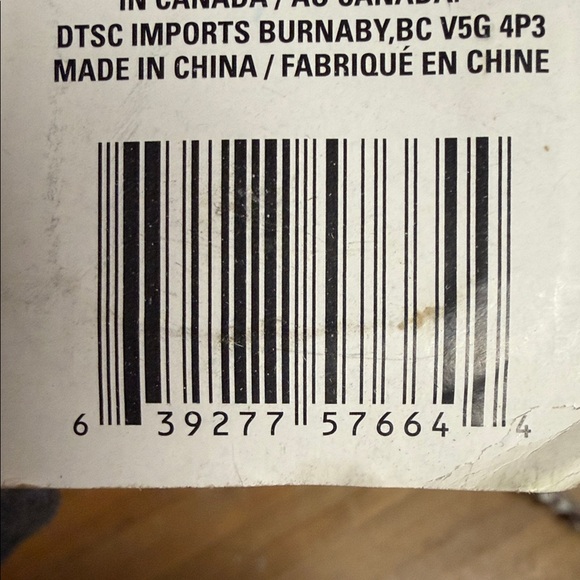 IN CANADA / AU CANADA:
DTSC IMPORTS BURNABY,BC V5G 4P3
MADE IN CHINA / FABRIQUÉ EN CHINE
6 39277 57664 4